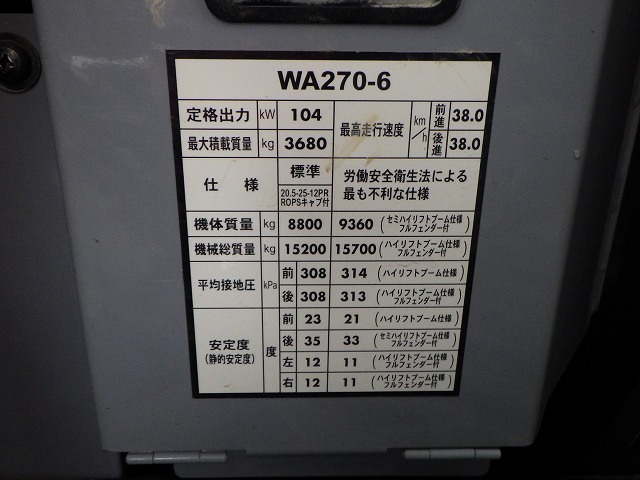 WA270-6
定格出力 kW 104 最高走行速度 km/h 前進 38.0
最大積載質量 kg 3680 後進 38.0
仕様 標準 20.5-25-12PR ROPSキャブ付 労働安全衛生法による
最も不利な仕様
機体質量 kg 8800 9360 (セミハイリフトブーム仕様 フルフェンダー付)
機械総質量 kg 15200 15700 (ハイリフトブーム仕様 フルフェンダー付)
平均接地圧 kPa 前 308 314 (ハイリフトブーム仕様)
後 308 313 (ハイリフトブーム仕様 フルフェンダー付)
安定度 (静的安定度) 度 前 23 21 (ハイリフトブーム仕様)
後 35 33 (セミハイリフトブーム仕様 フルフェンダー付)
左 12 11 (ハイリフトブーム仕様 フルフェンダー付)
右 12 11 (ハイリフトブーム仕様 フルフェンダー付)